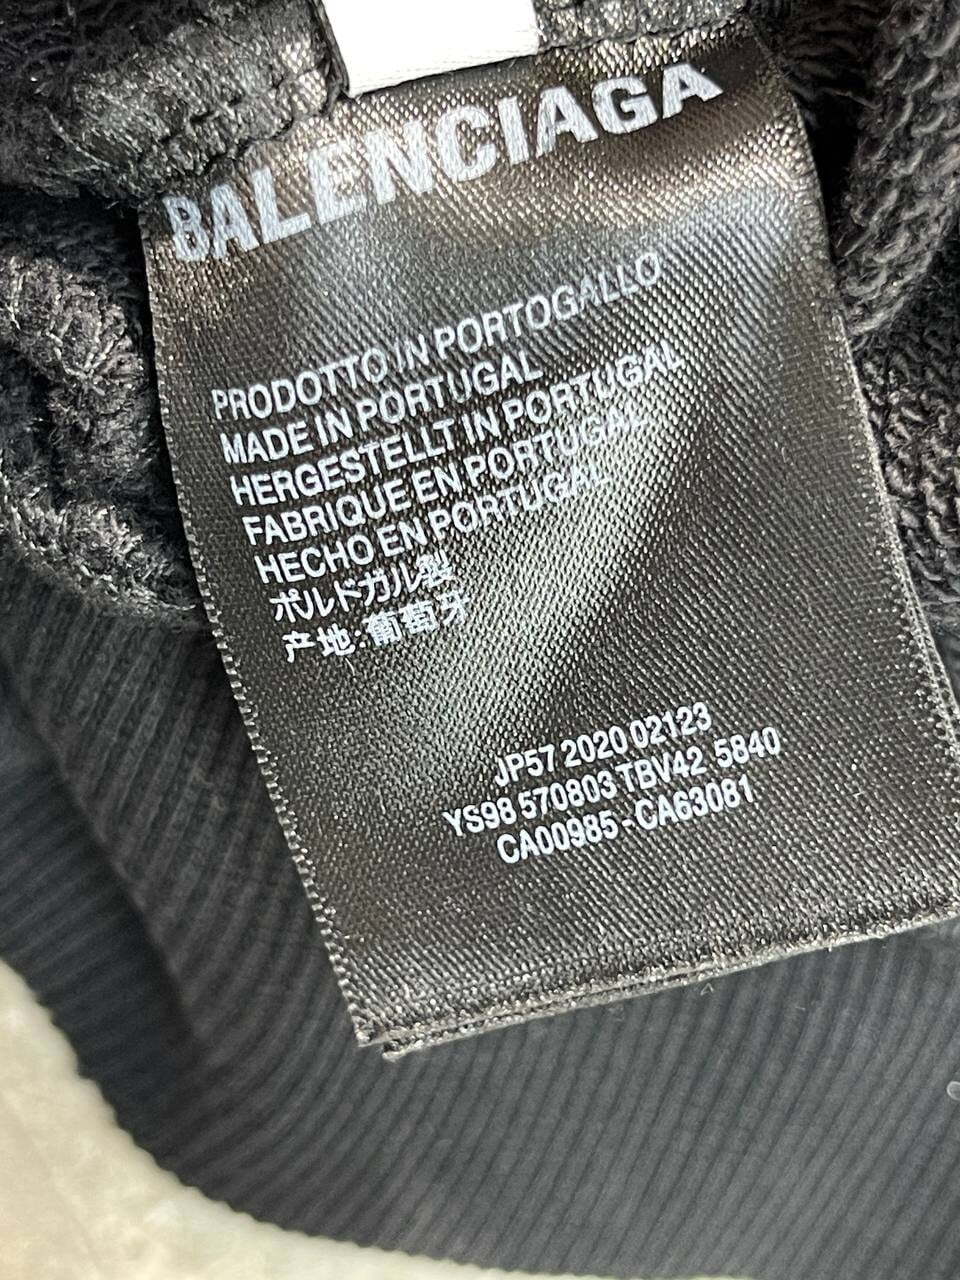 BALENCIAGA
PRODOTTO IN PORTOGALLO
MADE IN PORTUGAL
HERGESTELLT IN PORTUGAL
FABRIQUE EN PORTUGAL
HECHO EN PORTUGAL
ポルトガル製
产地:葡萄牙
JP57 2020 02123
YS98 570803 TBV42 5840
CA00985-CA63081